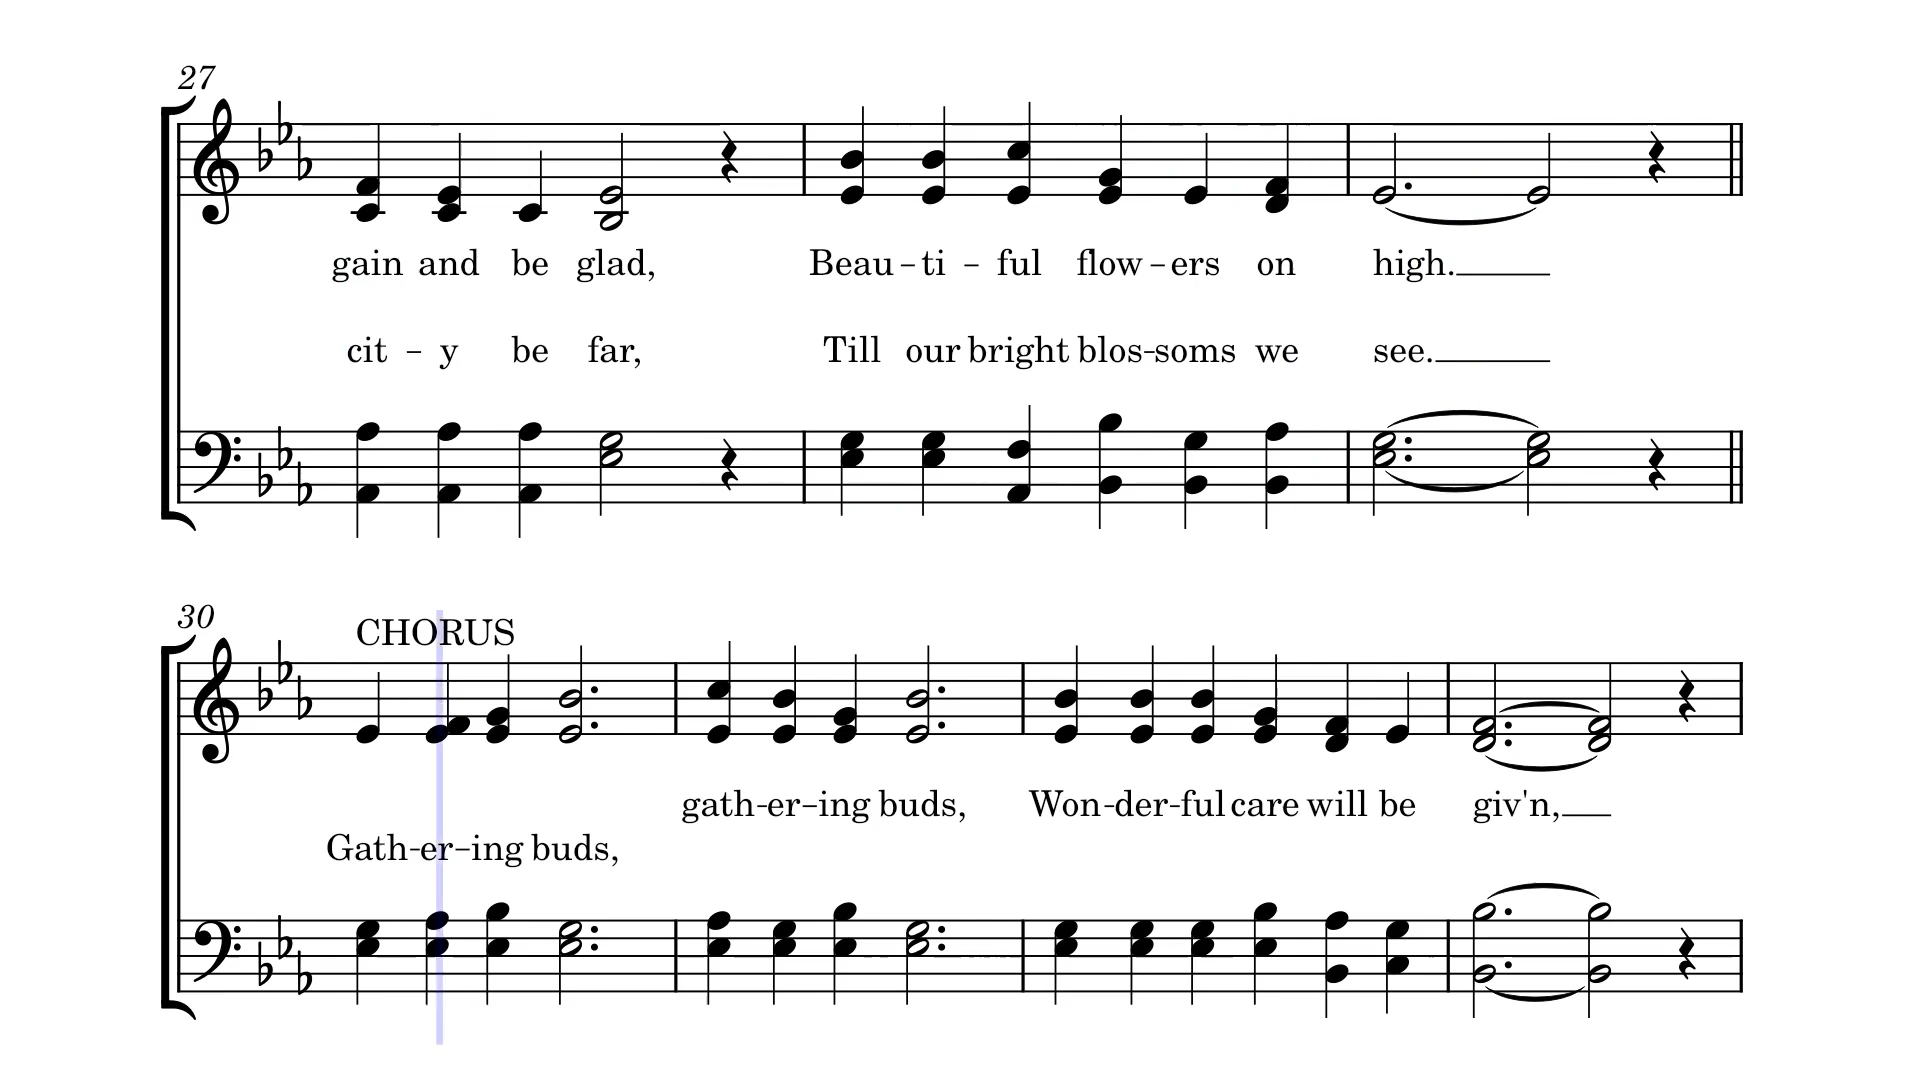 27
gain and be glad, Beau – ti – ful flow – ers on high.
cit – y be far, Till our bright blos-soms we see.
30
CHORUS
gath-er-ing buds, Won-der-ful care will be giv'n,
Gath-er-ing buds,